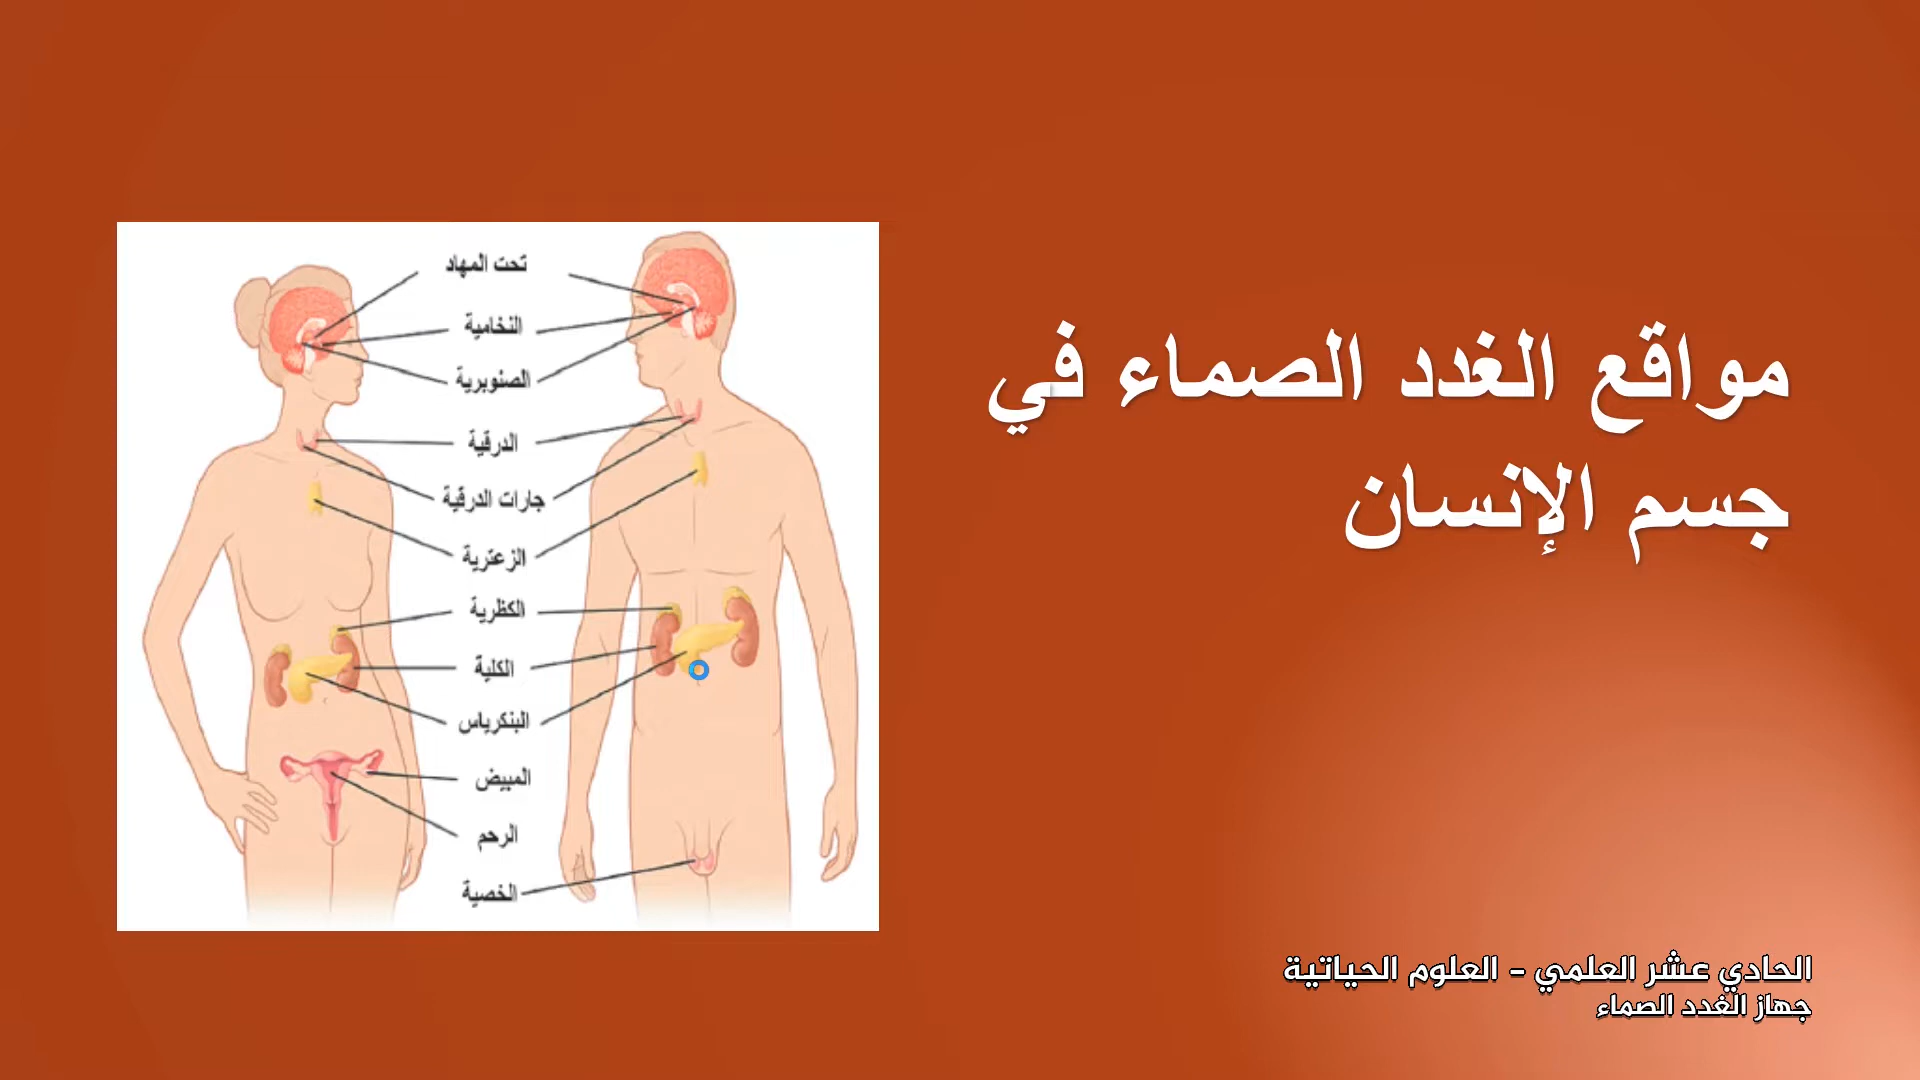 مواقع الغدد الصماء في
جسم الإنسان
تحت المهاد
النخامية
الصنوبرية
الدرقية
جارات الدرقية
الزعترية
الكظرية
الكلية
البنكرياس
المبيض
الرحم
الخصية
الحادي عشر العلمي - العلوم الحياتية
جهاز الغدد الصماء